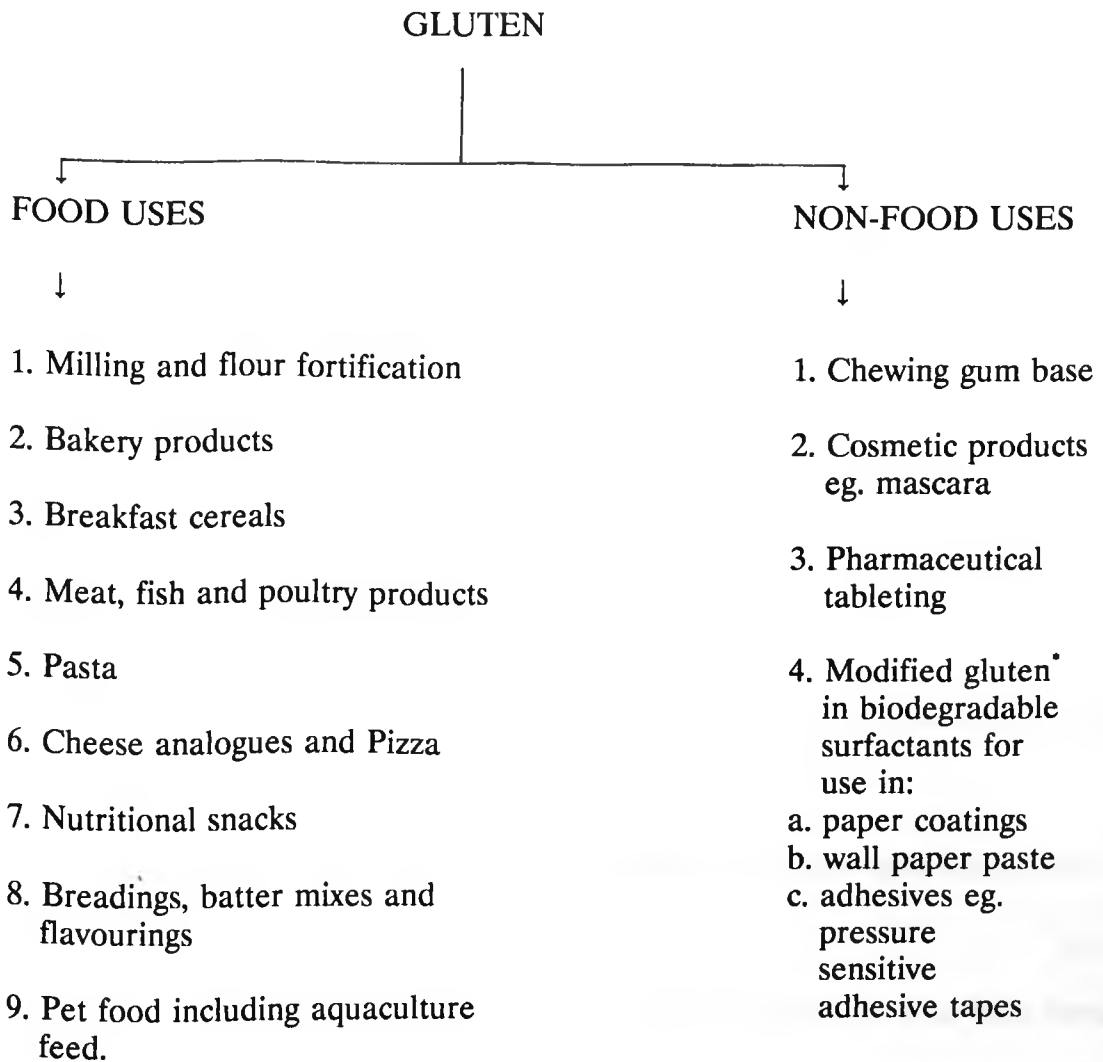 GLUTEN
FOOD USES
1. Milling and flour fortification
2. Bakery products
3. Breakfast cereals
4. Meat, fish and poultry products
5. Pasta
6. Cheese analogues and Pizza
7. Nutritional snacks
8. Breadings, batter mixes and
flavourings
9. Pet food including aquaculture
feed.
NON-FOOD USES
1. Chewing gum base
2. Cosmetic products
eg. mascara
3. Pharmaceutical
tableting
4. Modified gluten*
in biodegradable
surfactants for
use in:
a. paper coatings
b. wall paper paste
c. adhesives eg.
pressure
sensitive
adhesive tapes